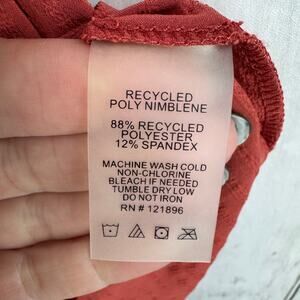 RECYCLED
POLY NIMBLENE
88% RECYCLED
POLYESTER
12% SPANDEX
MACHINE WASH COLD
NON-CHLORINE
BLEACH IF NEEDED
TUMBLE DRY LOW
DO NOT IRON
RN # 121896